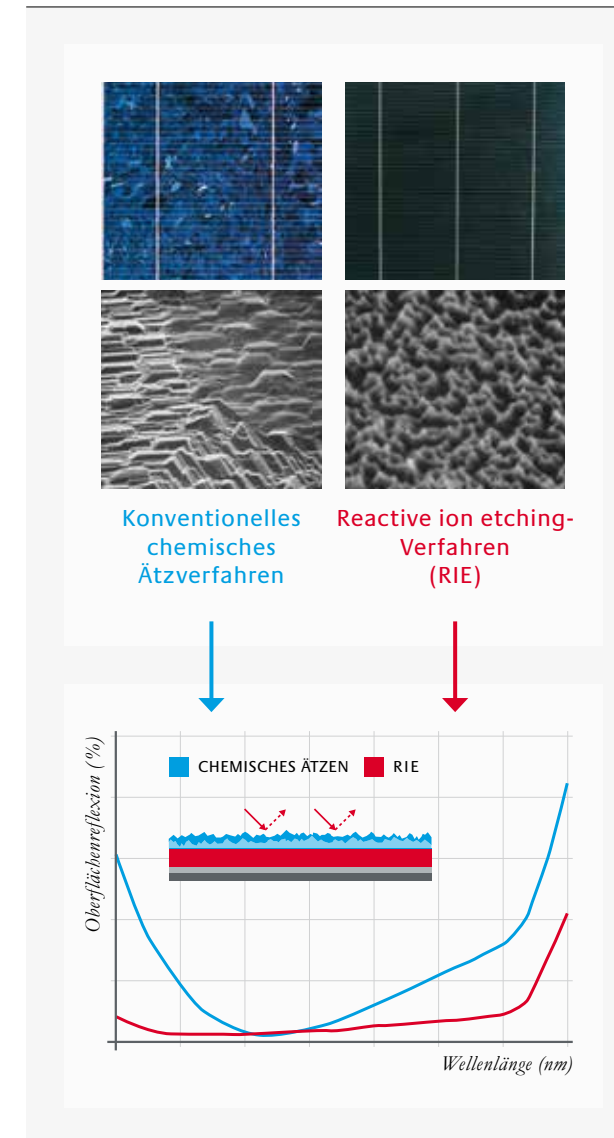 Konventionelles
chemisches
Ätzverfahren
Reactive ion etching-
Verfahren
(RIE)
CHEMISCHES ÄTZEN
RIE
Oberflächenreflexion (%)
Wellenlänge (nm)